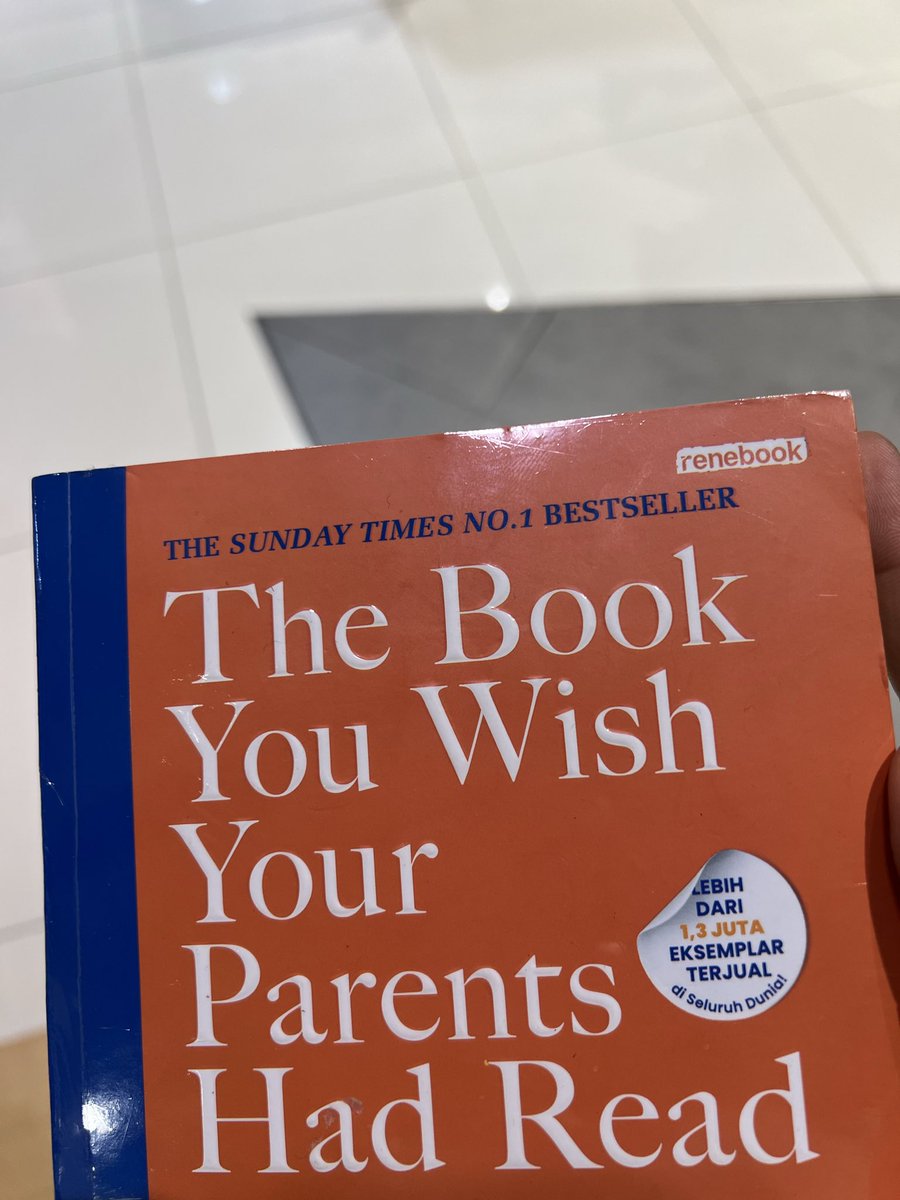 renebook
THE SUNDAY TIMES NO.1 BESTSELLER
The Book
You Wish
Your
Parents
Had Read
LEBIH
DARI
1,3 JUTA
EKSEMPLAR
TERJUAL
di Seluruh Dunia!